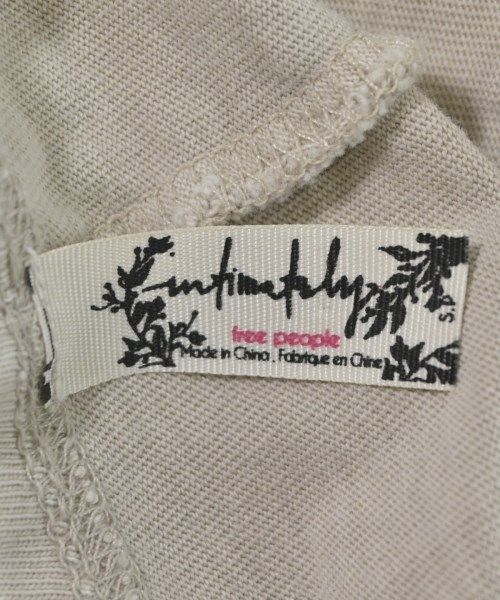 intimately
free people
Made in China . Fabrique en Chine
S.P